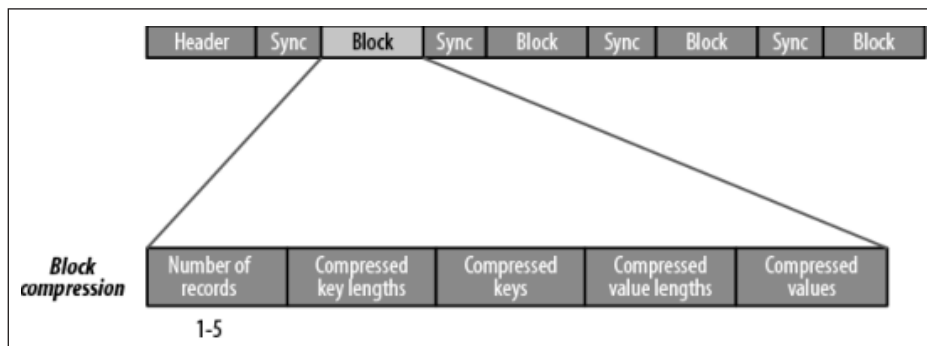 Header Sync Block Sync Block Sync Block Sync Block
Block
compression
Number of
records
Compressed
key lengths
Compressed
keys
Compressed
value lengths
Compressed
values
1-5